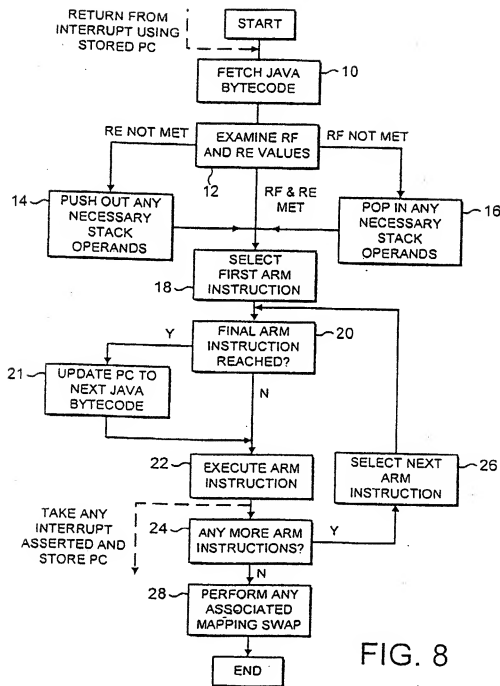 RETURN FROM
INTERRUPT USING
STORED PC
START
FETCH JAVA
BYTECODE
10
RE NOT MET
EXAMINE RF
AND RE VALUES
RF NOT MET
12
14
PUSH OUT ANY
NECESSARY
STACK
OPERANDS
RF & RE
MET
POP IN ANY
NECESSARY
STACK
OPERANDS
16
SELECT
FIRST ARM
INSTRUCTION
18
Y
FINAL ARM
INSTRUCTION
REACHED?
20
21
UPDATE PC TO
NEXT JAVA
BYTECODE
N
22
EXECUTE ARM
INSTRUCTION
SELECT NEXT
ARM
INSTRUCTION
26
TAKE ANY
INTERRUPT
ASSERTED AND
STORE PC
24
ANY MORE ARM
INSTRUCTIONS?
Y
N
28
PERFORM ANY
ASSOCIATED
MAPPING SWAP
END
FIG. 8